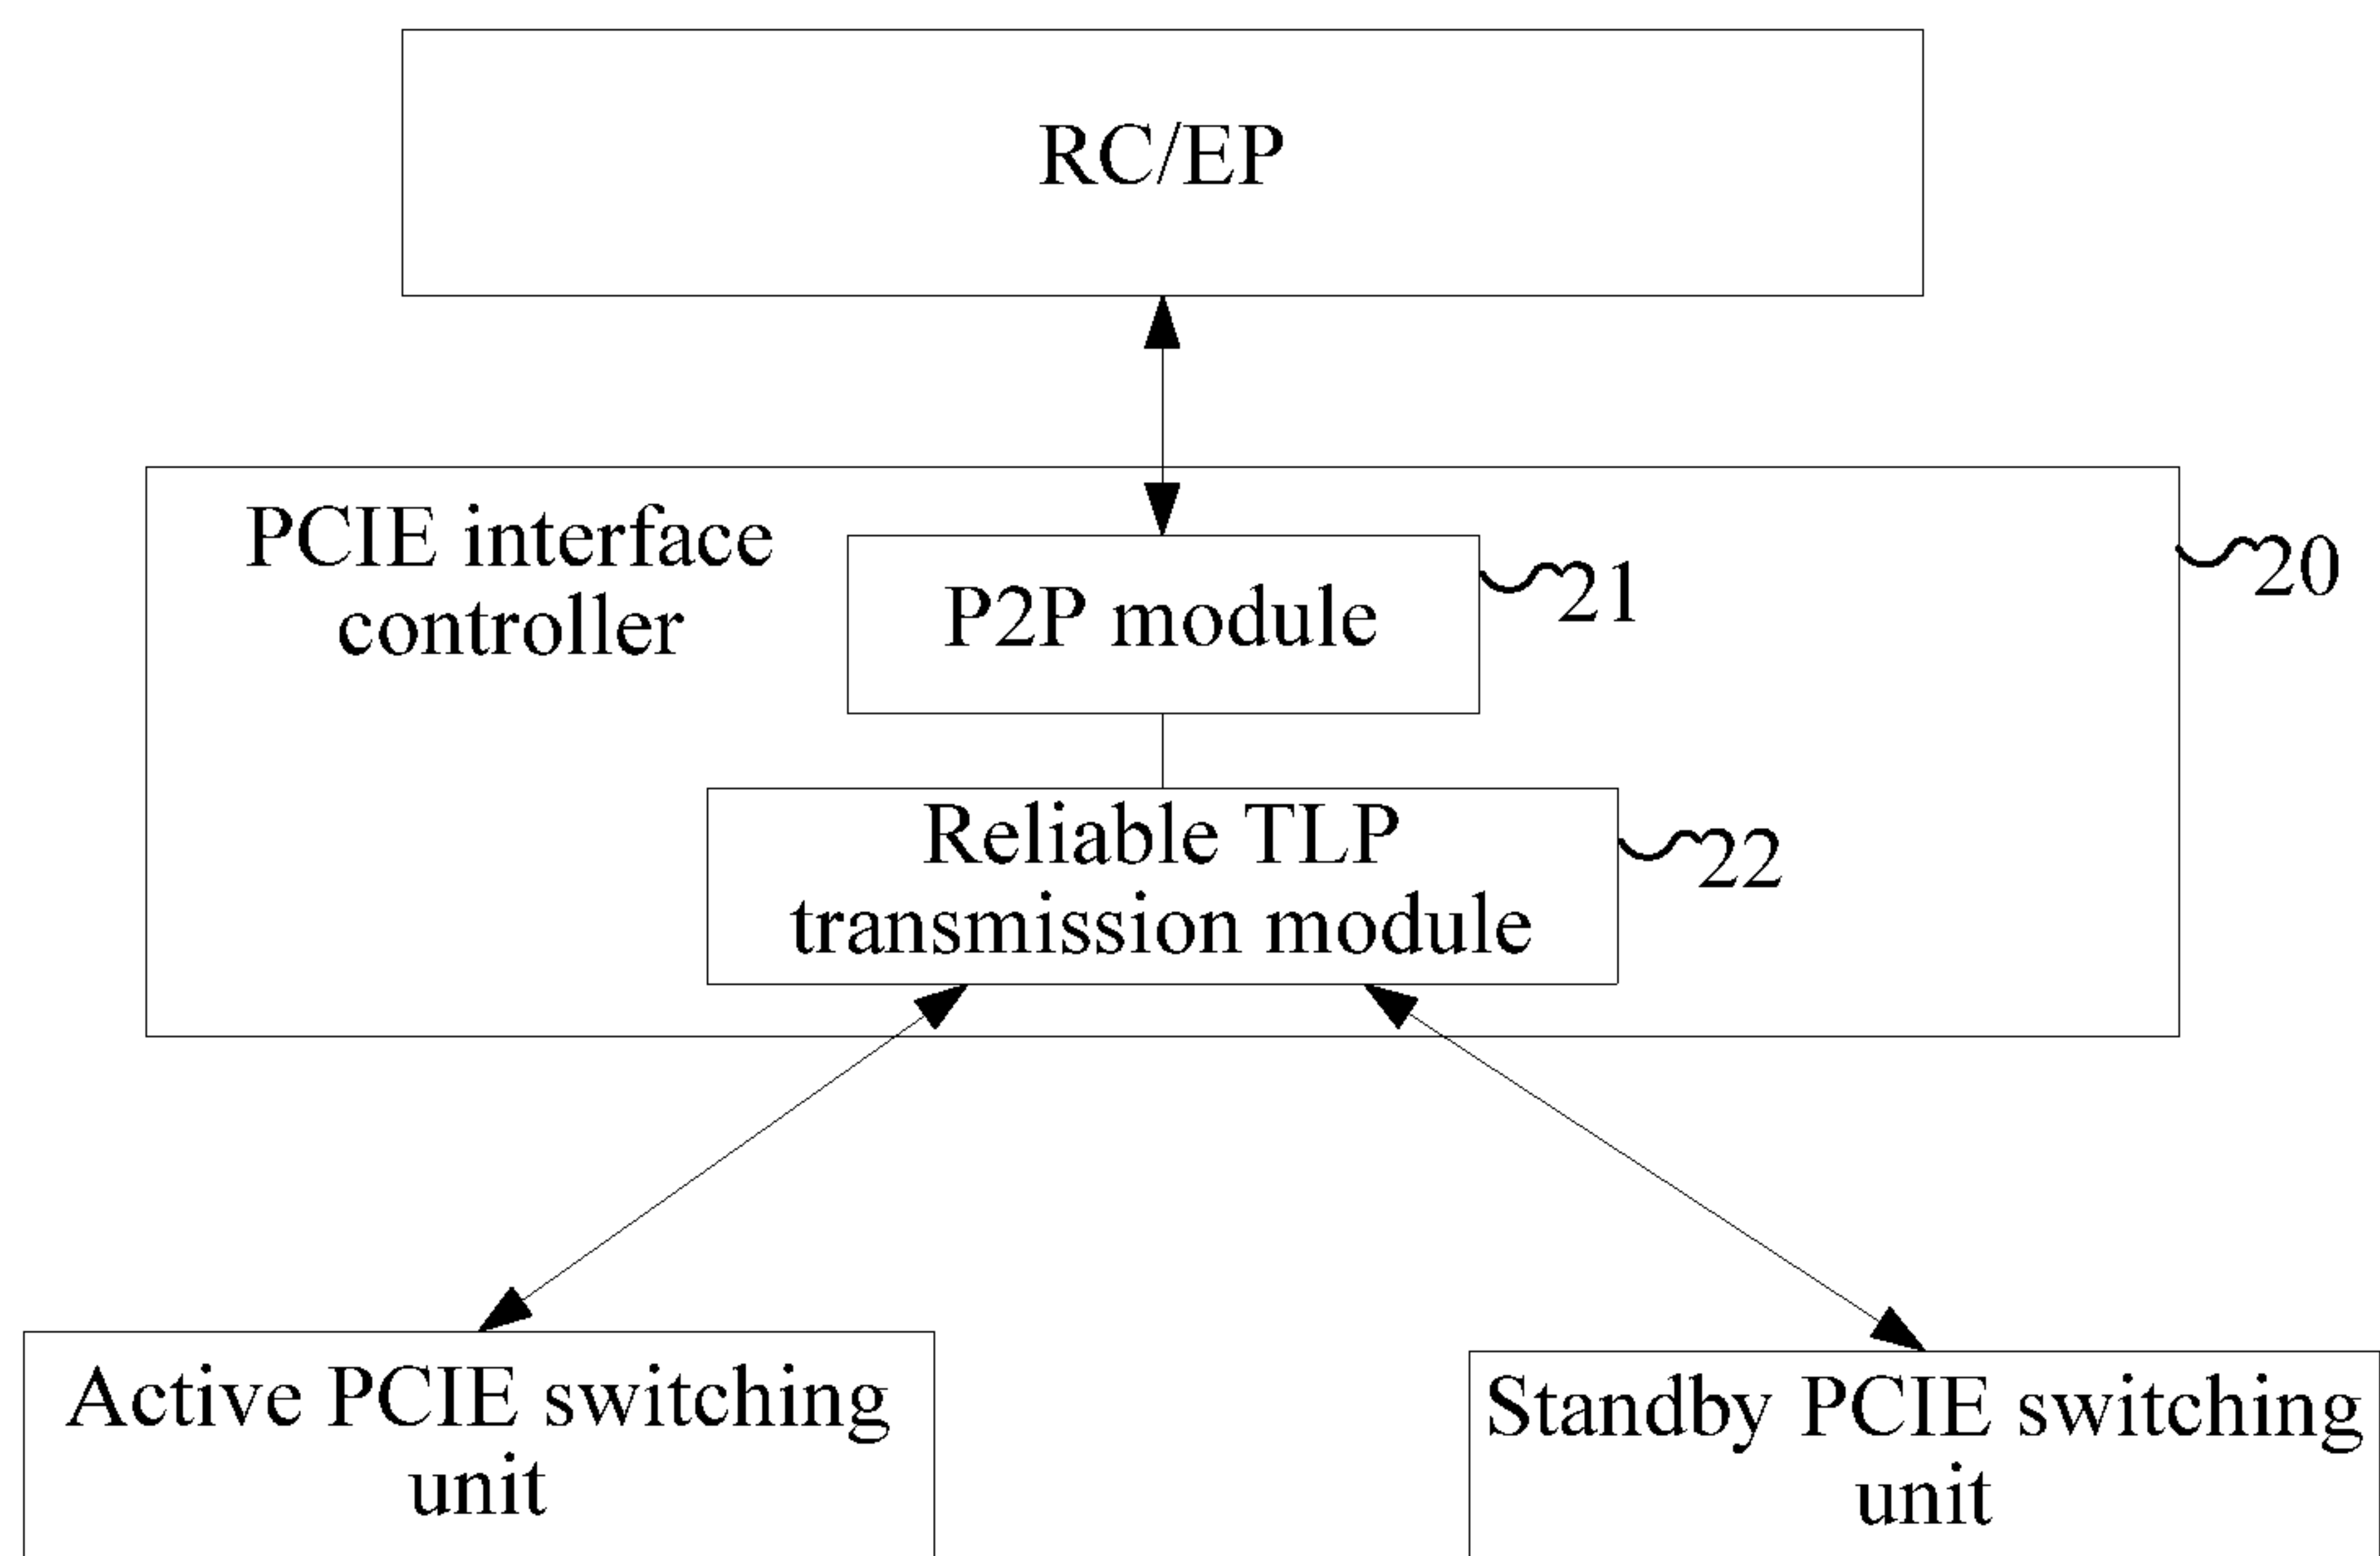 RC/EP
PCIE interface
controller
20
P2P module
21
Reliable TLP
transmission module
22
Active PCIE switching
unit
Standby PCIE switching
unit